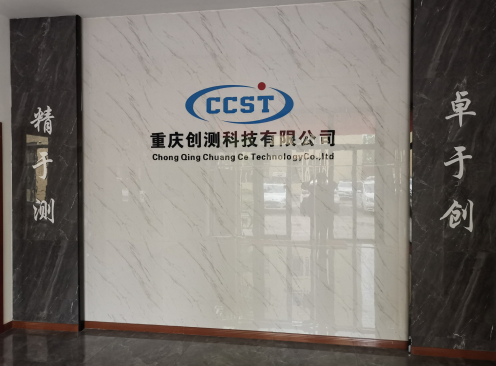 CCST
重庆创测科技有限公司
Chong Qing Chuang Ce TechnologyCo.,ltd
精于测
卓于创